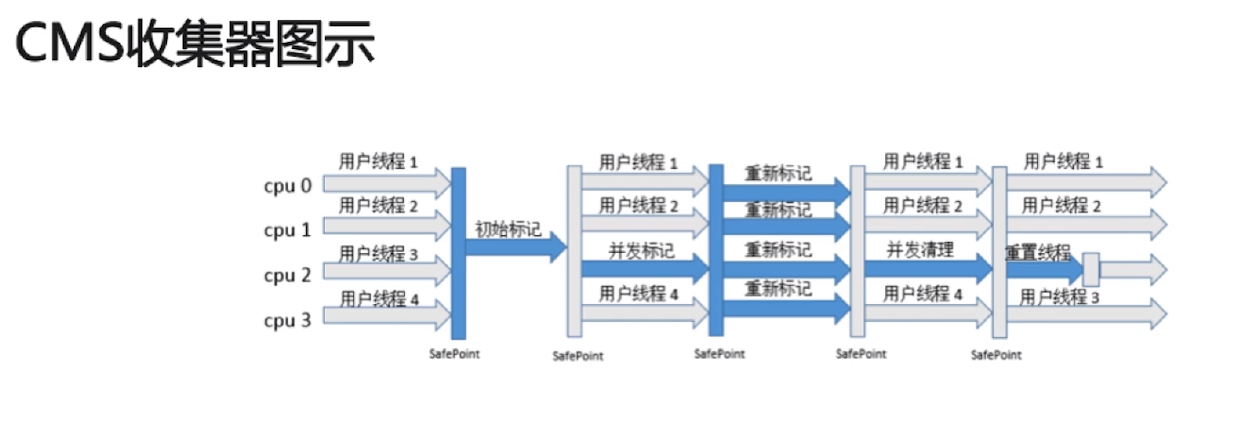 CMS收集器图示
用户线程 1 用户线程 1 重新标记 用户线程 1 用户线程 1
cpu 0
用户线程 2 用户线程 2 重新标记 用户线程 2 用户线程 2
cpu 1 初始标记
用户线程 3 并发标记 重新标记 并发清理 重置线程
cpu 2
用户线程 4 用户线程 4 重新标记 用户线程 4 用户线程 3
cpu 3
SafePoint SafePoint SafePoint SafePoint SafePoint